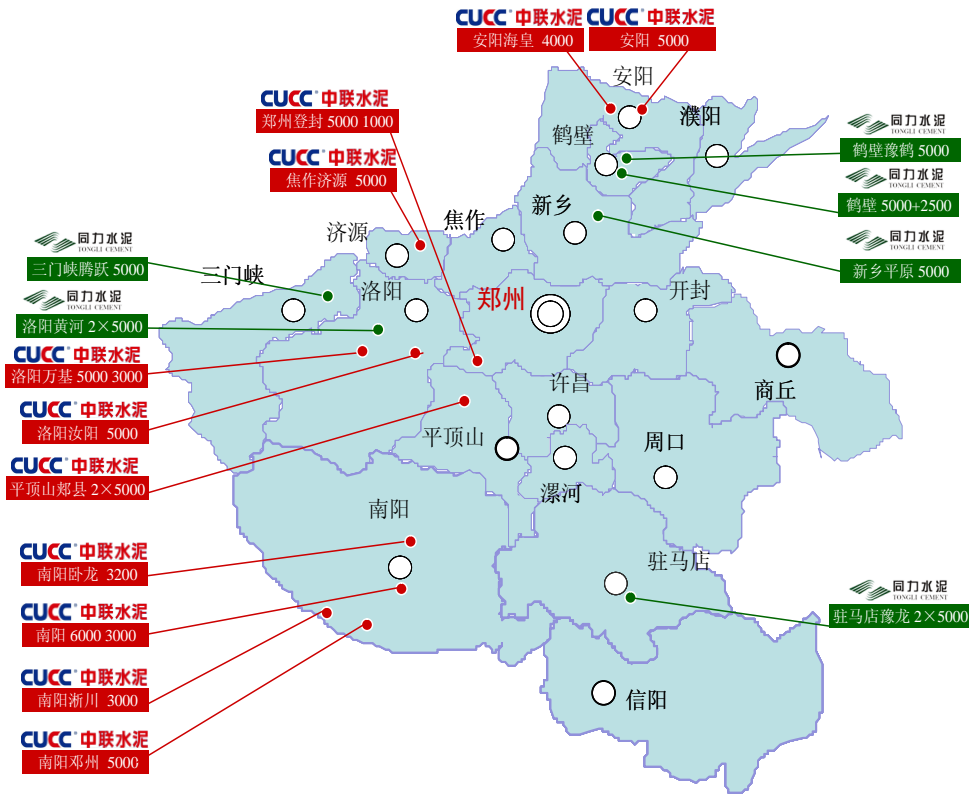 CUCC 中联水泥
安阳海皇 4000
CUCC 中联水泥
安阳 5000
CUCC 中联水泥
郑州登封 5000 1000
CUCC 中联水泥
焦作济源 5000
同力水泥
TONGLI CEMENT
三门峡腾跃 5000
同力水泥
TONGLI CEMENT
洛阳黄河 2×5000
CUCC 中联水泥
洛阳万基 5000 3000
CUCC 中联水泥
洛阳汝阳 5000
CUCC 中联水泥
平顶山郏县 2×5000
CUCC 中联水泥
南阳卧龙 3200
CUCC 中联水泥
南阳 6000 3000
CUCC 中联水泥
南阳淅川 3000
CUCC 中联水泥
南阳邓州 5000
同力水泥
TONGLI CEMENT
鹤壁豫鹤 5000
同力水泥
TONGLI CEMENT
鹤壁 5000+2500
同力水泥
TONGLI CEMENT
新乡平原 5000
同力水泥
TONGLI CEMENT
驻马店豫龙 2×5000
安阳
濮阳
鹤壁
新乡
焦作
济源
三门峡
洛阳
郑州
开封
商丘
许昌
平顶山
周口
漯河
南阳
驻马店
信阳